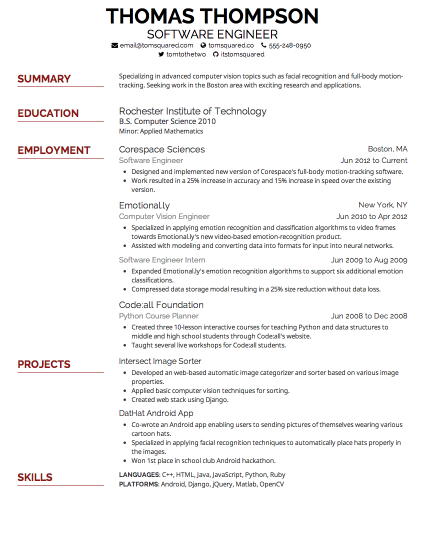 THOMAS THOMPSON
SOFTWARE ENGINEER
email@tomsquared.com tomsquared.co 555-248-0950
tomtothetwo itstomsquared
SUMMARY
Specializing in advanced computer vision topics such as facial recognition and full-body motion-
tracking. Seeking work in the Boston area with exciting research and applications.
EDUCATION
Rochester Institute of Technology
B.S. Computer Science 2010
Minor: Applied Mathematics
EMPLOYMENT
Corespace Sciences Boston, MA
Software Engineer Jun 2012 to Current
• Designed and implemented new version of Corespace's full-body motion-tracking software.
• Work resulted in a 25% increase in accuracy and 15% increase in speed over the existing
version.
Emotional.ly New York, NY
Computer Vision Engineer Jun 2010 to Apr 2012
• Specialized in applying emotion recognition and classification algorithms to video frames
towards Emotional.ly's new video-based emotion-recognition product.
• Assisted with modeling and converting data into formats for input into neural networks.
Software Engineer Intern Jun 2009 to Aug 2009
• Expanded Emotional.ly's emotion recognition algorithms to support six additional emotion
classifications.
• Compressed data storage modal resulting in a 25% size reduction without data loss.
Code:all Foundation
Python Course Planner Jun 2008 to Dec 2008
• Created three 10-lesson interactive courses for teaching Python and data structures to
middle and high school students through Code:all's website.
• Taught several live workshops for Code:all students.
PROJECTS
Intersect Image Sorter
• Developed an web-based automatic image categorizer and sorter based on various image
properties.
• Applied basic computer vision techniques for sorting.
• Created web stack using Django.
DatHat Android App
• Co-wrote an Android app enabling users to sending pictures of themselves wearing various
cartoon hats.
• Specialized in applying facial recognition techniques to automatically place hats properly in
the images.
• Won 1st place in school club Android hackathon.
SKILLS
LANGUAGES: C++, HTML, Java, JavaScript, Python, Ruby
PLATFORMS: Android, Django, jQuery, Matlab, OpenCV